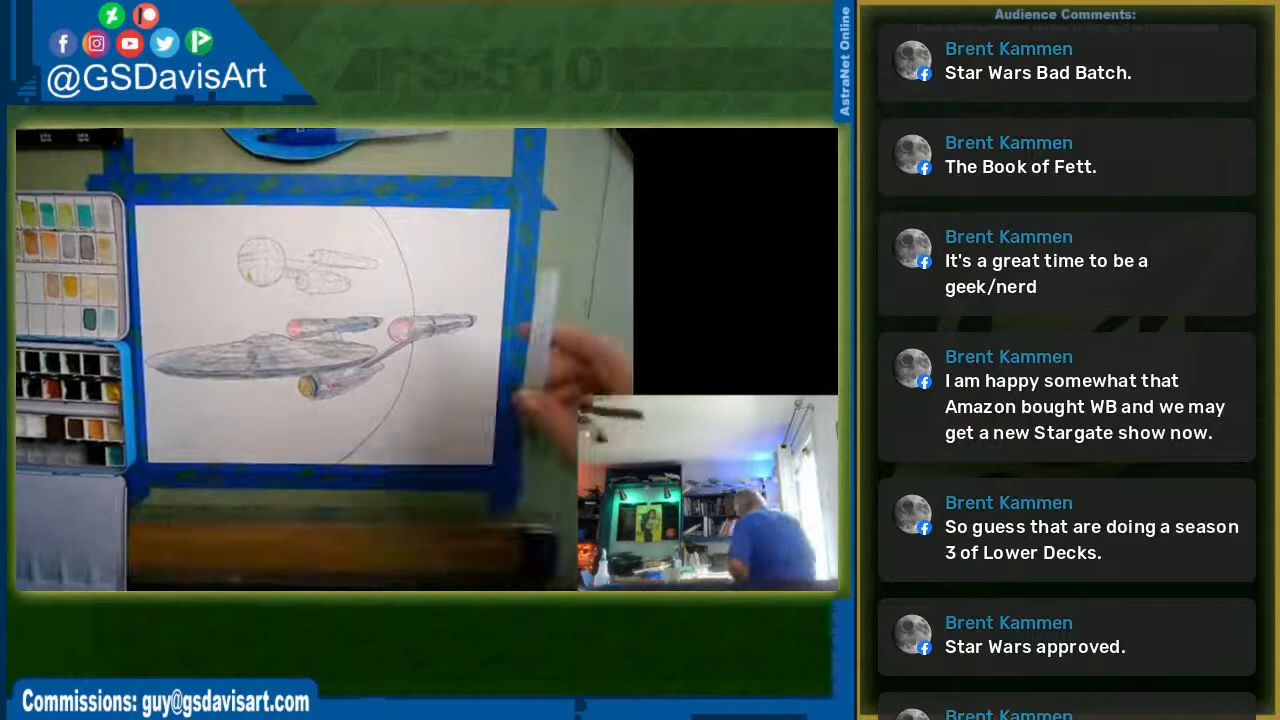 @GSDavisArt
S-510
AstraNet Online
Audience Comments:
Brent Kammen
Star Wars Bad Batch.
Brent Kammen
The Book of Fett.
Brent Kammen
It's a great time to be a
geek/nerd
Brent Kammen
I am happy somewhat that
Amazon bought WB and we may
get a new Stargate show now.
Brent Kammen
So guess that are doing a season
3 of Lower Decks.
Brent Kammen
Star Wars approved.
Brent Kammen
Commissions: guy@gsdavisart.com